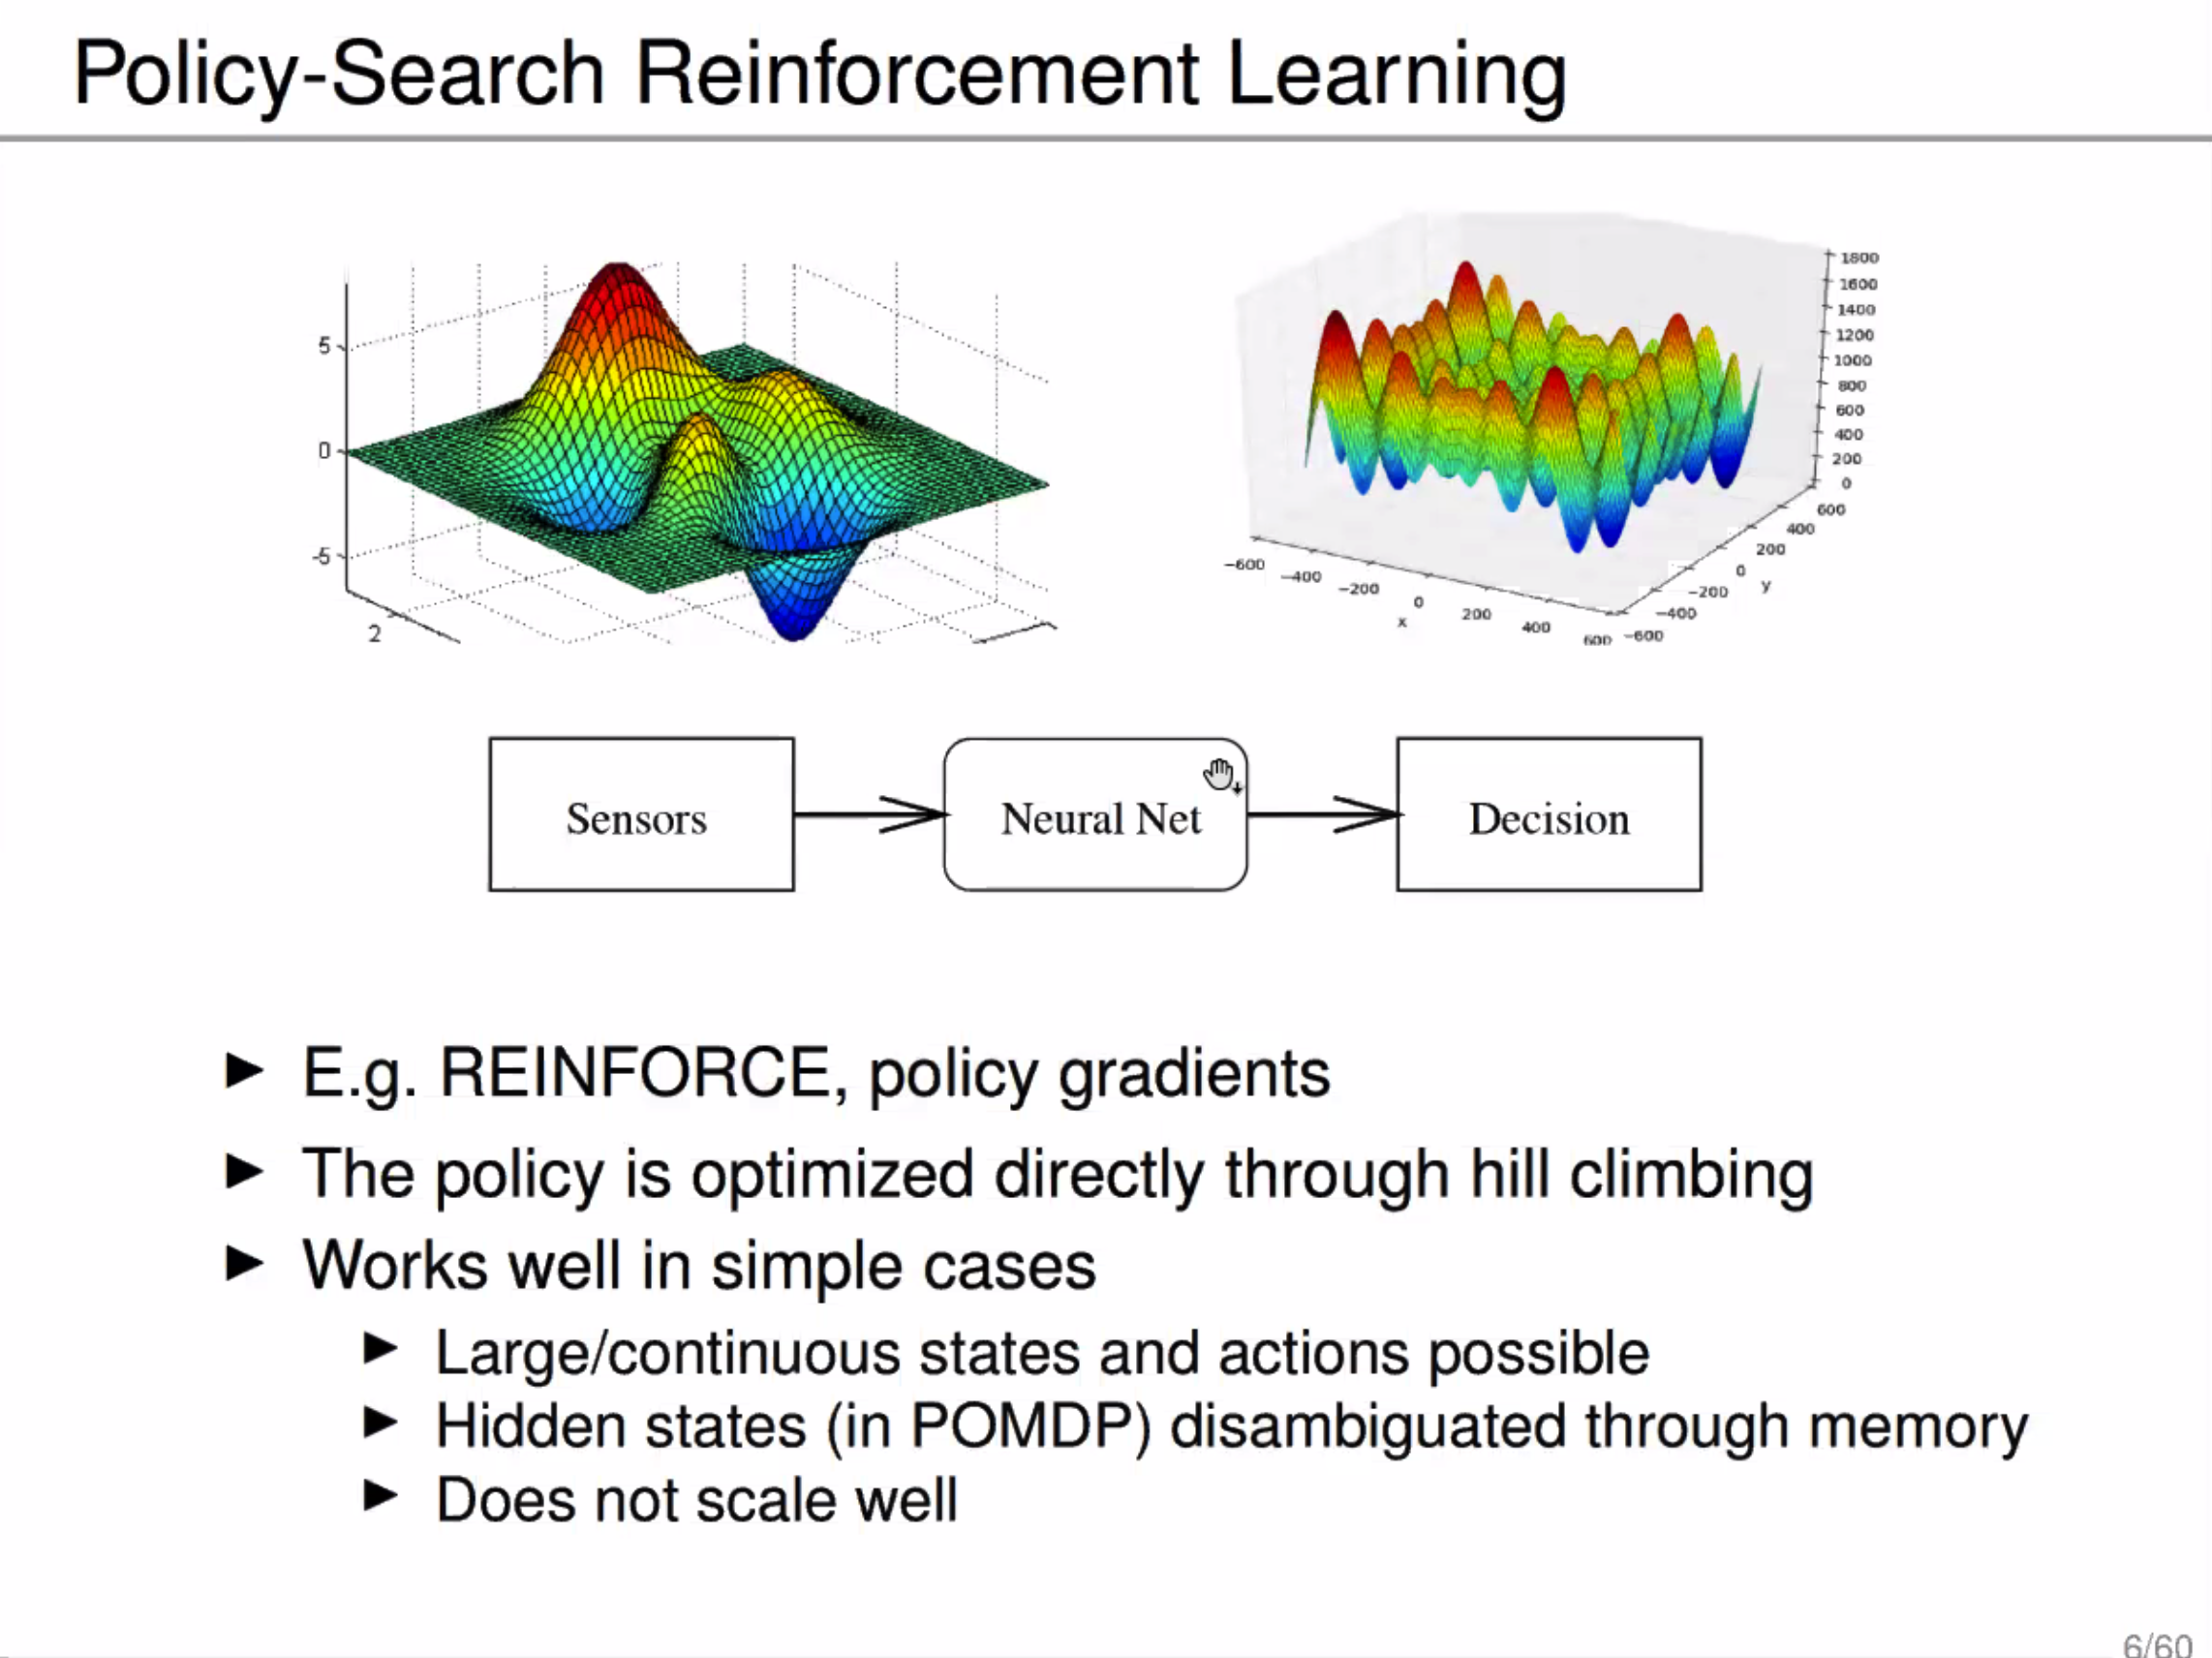 Policy-Search Reinforcement Learning
5
0
-5
2
1800
1600
1400
1200
1000
800
600
400
200
0
600
400
200
0
-200
-400
-600
y
-600
-400
-200
0
200
400
600
x
Sensors
Neural Net
Decision
► E.g. REINFORCE, policy gradients
► The policy is optimized directly through hill climbing
► Works well in simple cases
► Large/continuous states and actions possible
► Hidden states (in POMDP) disambiguated through memory
► Does not scale well
6/60